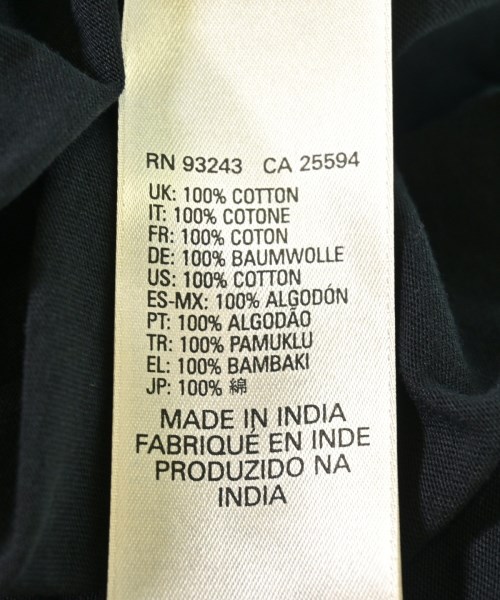 RN 93243 CA 25594
UK: 100% COTTON
IT: 100% COTONE
FR: 100% COTON
DE: 100% BAUMWOLLE
US: 100% COTTON
ES-MX: 100% ALGODÓN
PT: 100% ALGODÃO
TR: 100% PAMUKLU
EL: 100% BAMBAKI
JP: 100% 綿
MADE IN INDIA
FABRIQUÉ EN INDE
PRODUZIDO NA
INDIA